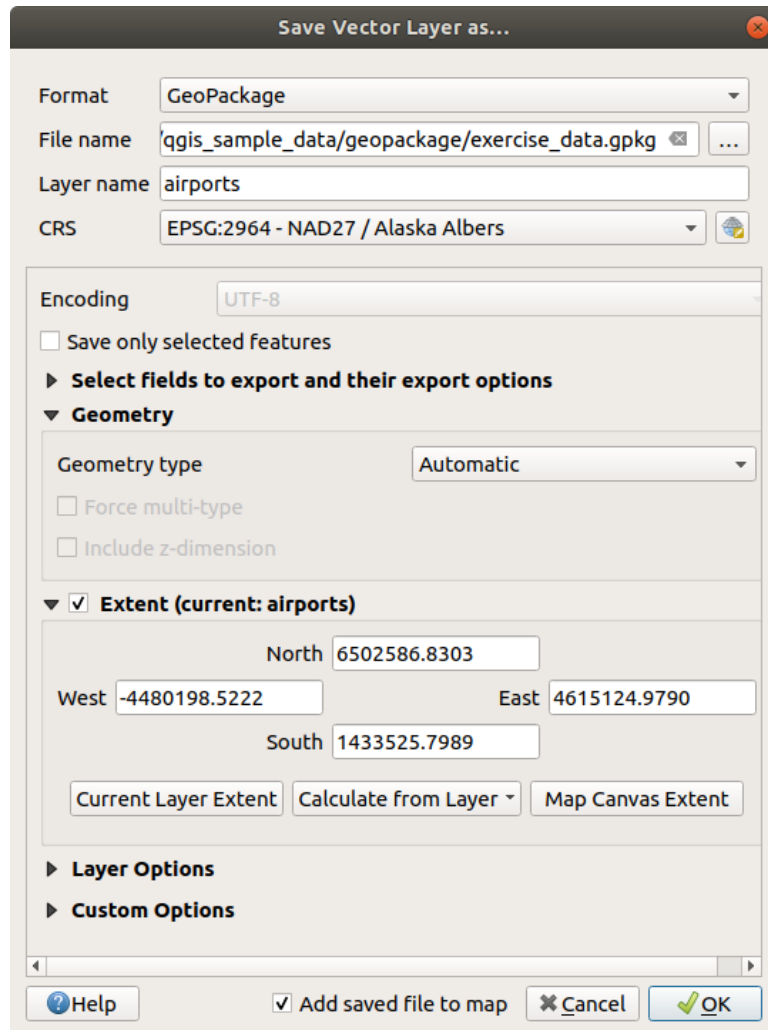 Save Vector Layer as...
Format GeoPackage
File name /qgis_sample_data/geopackage/exercise_data.gpkg ...
Layer name airports
CRS EPSG:2964 - NAD27 / Alaska Albers
Encoding UTF-8
Save only selected features
Select fields to export and their export options
Geometry
Geometry type Automatic
Force multi-type
Include z-dimension
Extent (current: airports)
North 6502586.8303
West -4480198.5222 East 4615124.9790
South 1433525.7989
Current Layer Extent Calculate from Layer Map Canvas Extent
Layer Options
Custom Options
Help Add saved file to map Cancel OK